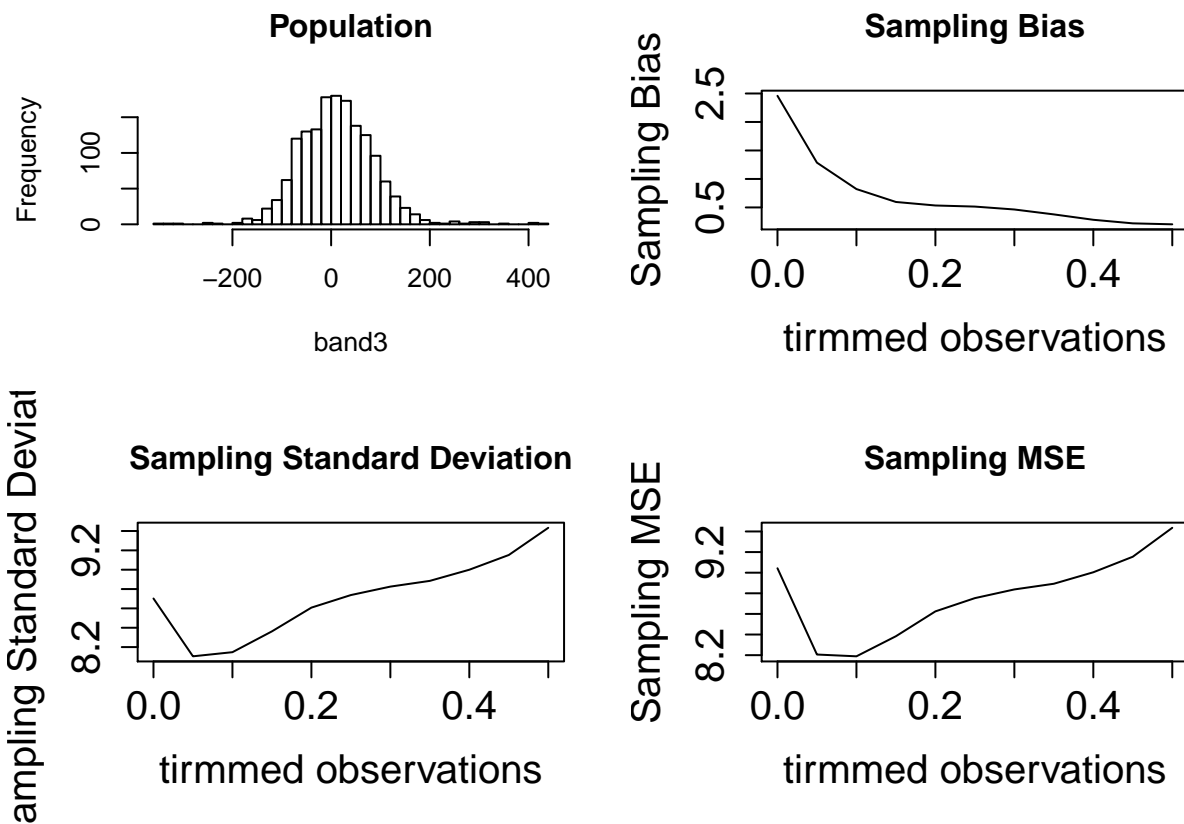 Population
Frequency
0
100
−200
0
200
400
band3
Sampling Bias
Sampling Bias
0.5
2.5
0.0
0.2
0.4
tirmmed observations
Sampling Standard Deviation
ampling Standard Deviat
8.2
9.2
0.0
0.2
0.4
tirmmed observations
Sampling MSE
Sampling MSE
8.2
9.2
0.0
0.2
0.4
tirmmed observations